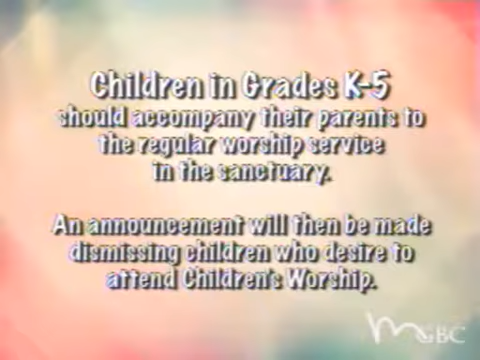 Children in Grades K-5
should accompany their parents to
the regular worship service
in the sanctuary.
An announcement will then be made
dismissing children who desire to
attend Children's Worship.
GBC